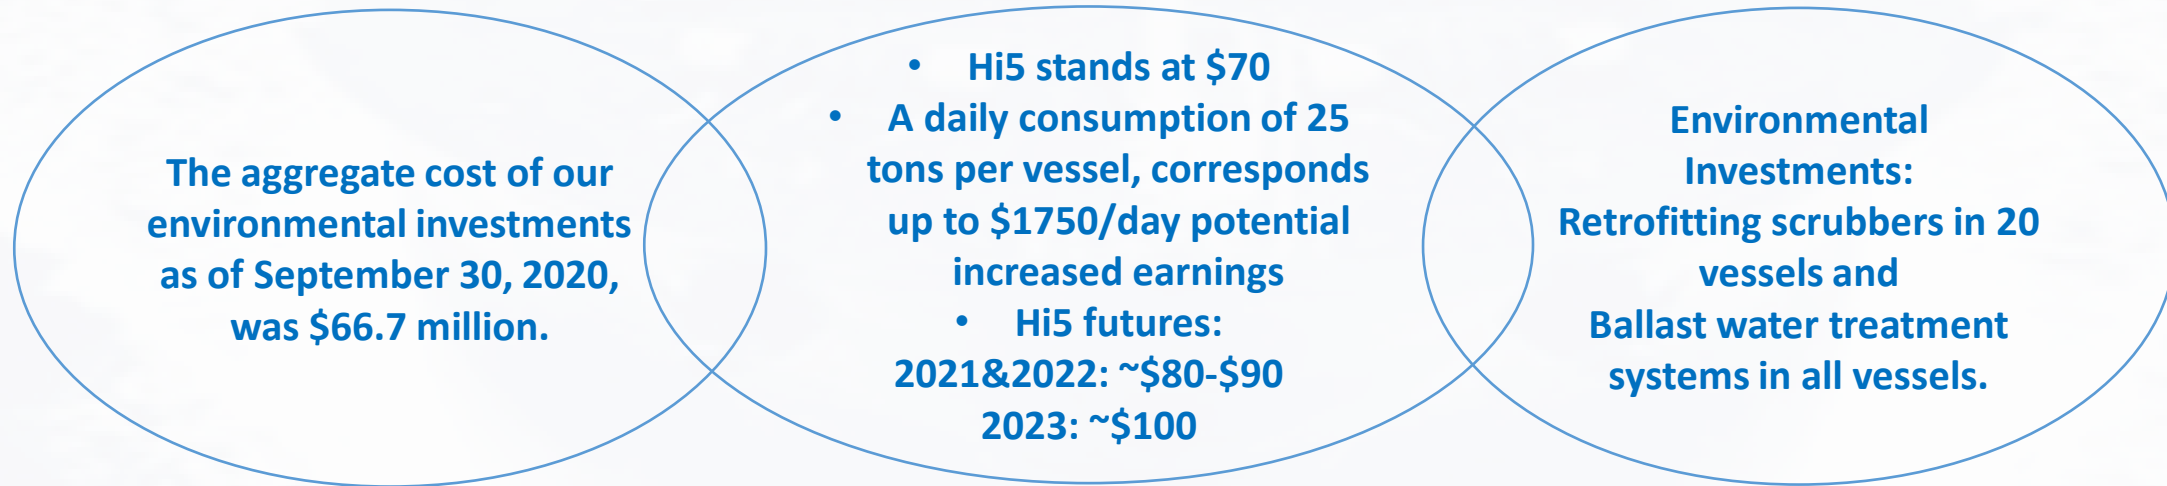 The aggregate cost of our
environmental investments
as of September 30, 2020,
was $66.7 million.
• Hi5 stands at $70
• A daily consumption of 25
tons per vessel, corresponds
up to $1750/day potential
increased earnings
• Hi5 futures:
2021&2022: ~$80-$90
2023: ~$100
Environmental
Investments:
Retrofitting scrubbers in 20
vessels and
Ballast water treatment
systems in all vessels.